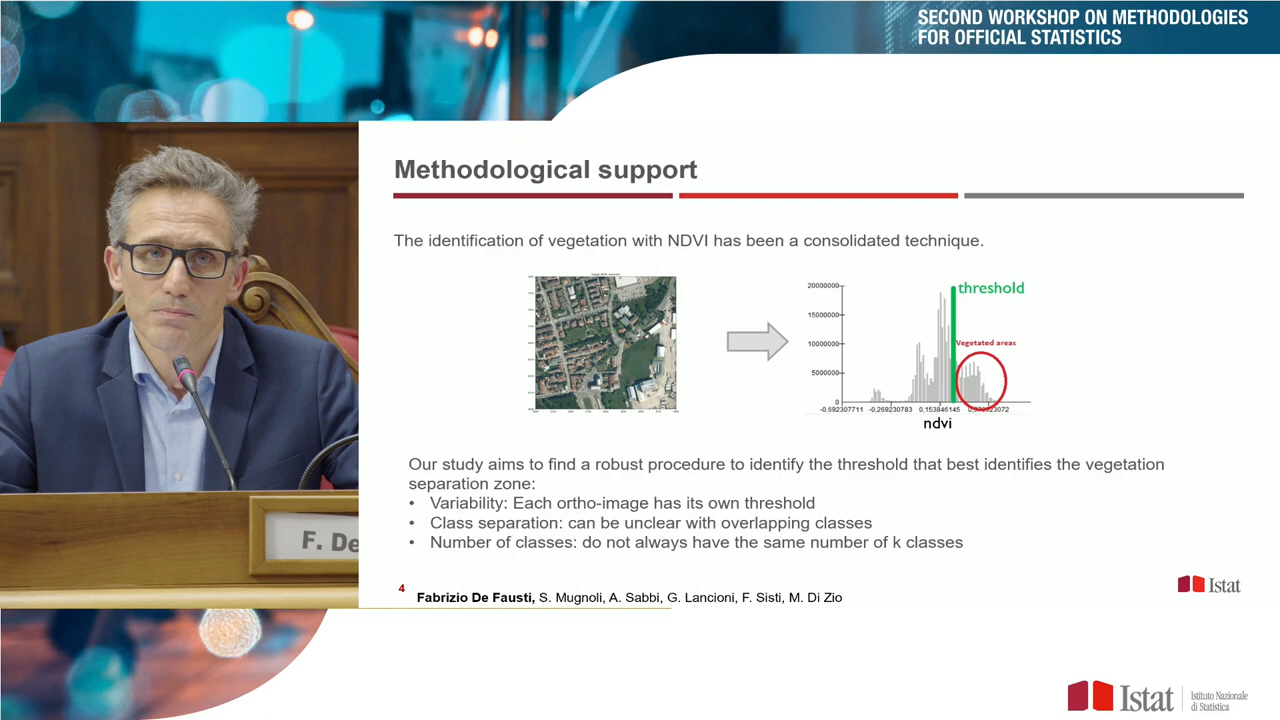 SECOND WORKSHOP ON METHODOLOGIES
FOR OFFICIAL STATISTICS
Methodological support
The identification of vegetation with NDVI has been a consolidated technique.
20000000
threshold
15000000
10000000
Vegetated areas
5000000
0
-0,692307711 -0,269230783 0,153846145
ndvi
Our study aims to find a robust procedure to identify the threshold that best identifies the vegetation
separation zone:
• Variability: Each ortho-image has its own threshold
• Class separation: can be unclear with overlapping classes
• Number of classes: do not always have the same number of k classes
F. De
4
Fabrizio De Fausti, S. Mugnoli, A. Sabbi, G. Lancioni, F. Sisti, M. Di Zio
Istat
Istat
Istituto Nazionale
di Statistica